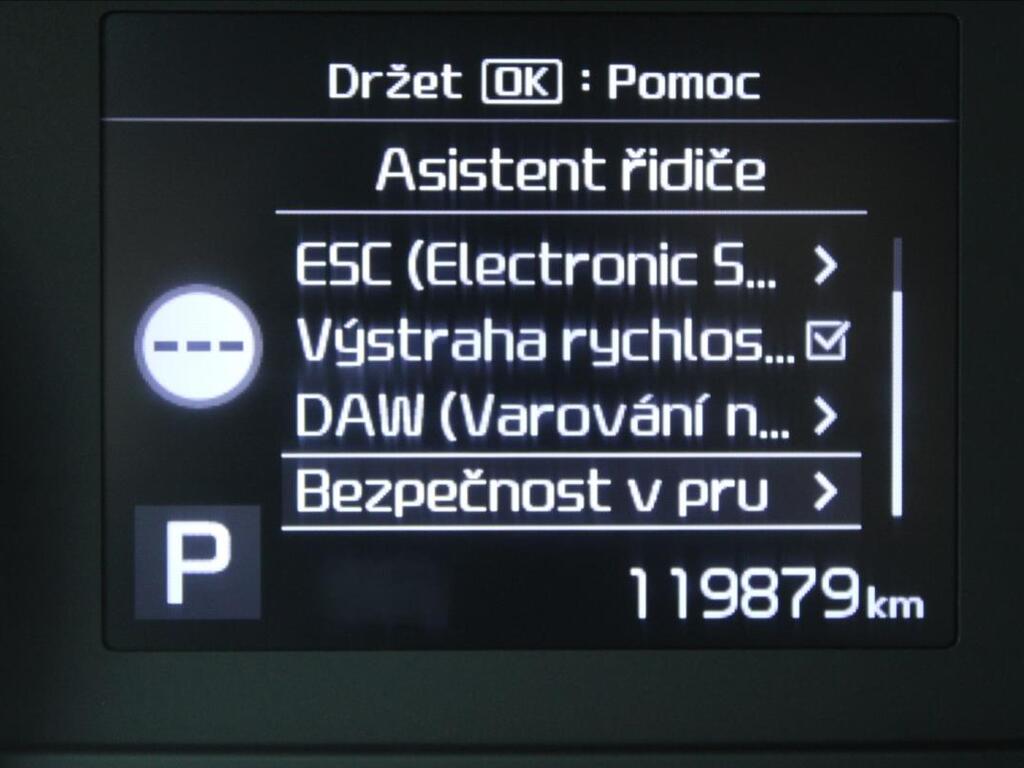 Držet OK : Pomoc
Asistent řidiče
ESC (Electronic S...
Výstraha rychlos...
DAW (Varování n...
Bezpečnost v pru
---
P
119879 km